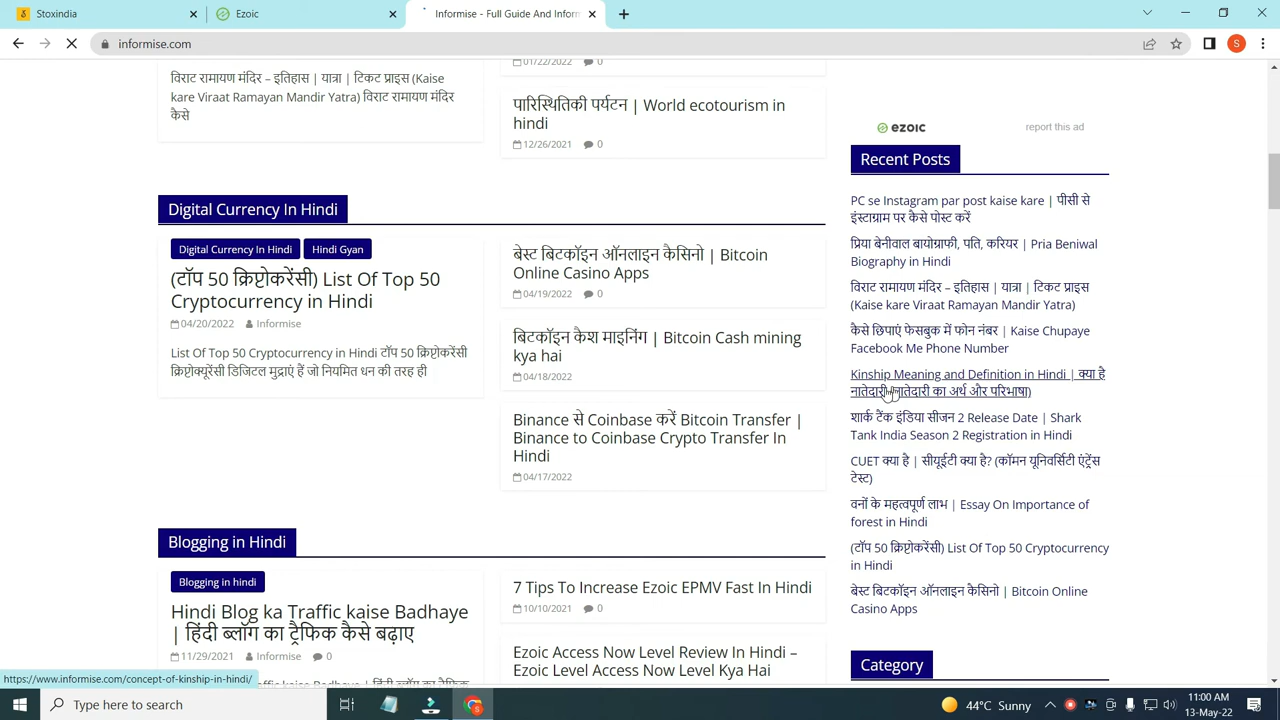 Stoxindia
Ezoic
Informise - Full Guide And Inform
informise.com
विराट रामायण मंदिर – इतिहास | यात्रा | टिकट प्राइस (Kaise
kare Viraat Ramayan Mandir Yatra) विराट रामायण मंदिर
कैसे
01/22/2022 0
पारिस्थितिकी पर्यटन | World ecotourism in
hindi
12/26/2021 0
Digital Currency In Hindi
Digital Currency In Hindi Hindi Gyan
(टॉप 50 क्रिप्टोकरेंसी) List Of Top 50
Cryptocurrency in Hindi
04/20/2022 Informise
List Of Top 50 Cryptocurrency in Hindi टॉप 50 क्रिप्टोकरेंसी
क्रिप्टोक्यूरेंसी डिजिटल मुद्राएं हैं जो नियमित धन की तरह ही
बेस्ट बिटकॉइन ऑनलाइन कैसिनो | Bitcoin
Online Casino Apps
04/19/2022 0
बिटकॉइन कैश माइनिंग | Bitcoin Cash mining
kya hai
04/18/2022
Binance से Coinbase करें Bitcoin Transfer |
Binance to Coinbase Crypto Transfer In
Hindi
04/17/2022
Blogging in Hindi
Blogging in hindi
Hindi Blog ka Traffic kaise Badhaye
| हिंदी ब्लॉग का ट्रैफिक कैसे बढ़ाए
11/29/2021 Informise 0
Traffic kaise Badhaye
7 Tips To Increase Ezoic EPMV Fast In Hindi
10/10/2021 0
Ezoic Access Now Level Review In Hindi –
Ezoic Level Access Now Level Kya Hai
ezoic report this ad
Recent Posts
PC se Instagram par post kaise kare | पीसी से
इंस्टाग्राम पर कैसे पोस्ट करें
प्रिया बेनीवाल बायोग्राफी, पति, करियर | Pria Beniwal
Biography in Hindi
विराट रामायण मंदिर – इतिहास | यात्रा | टिकट प्राइस
(Kaise kare Viraat Ramayan Mandir Yatra)
कैसे छिपाएं फेसबुक में फोन नंबर | Kaise Chupaye
Facebook Me Phone Number
Kinship Meaning and Definition in Hindi | क्या है
नातेदारी नातेदारी का अर्थ और परिभाषा)
शार्क टैंक इंडिया सीजन 2 Release Date | Shark
Tank India Season 2 Registration in Hindi
CUET क्या है | सीयूईटी क्या है? (कॉमन यूनिवर्सिटी एंट्रेंस
टेस्ट)
वनों के महत्वपूर्ण लाभ | Essay On Importance of
forest in Hindi
(टॉप 50 क्रिप्टोकरेंसी) List Of Top 50 Cryptocurrency
in Hindi
बेस्ट बिटकॉइन ऑनलाइन कैसिनो | Bitcoin Online
Casino Apps
Category
https://www.informise.com/concept-of-kinship-in-hindi/
Type here to search
44°C Sunny
11:00 AM
13-May-22